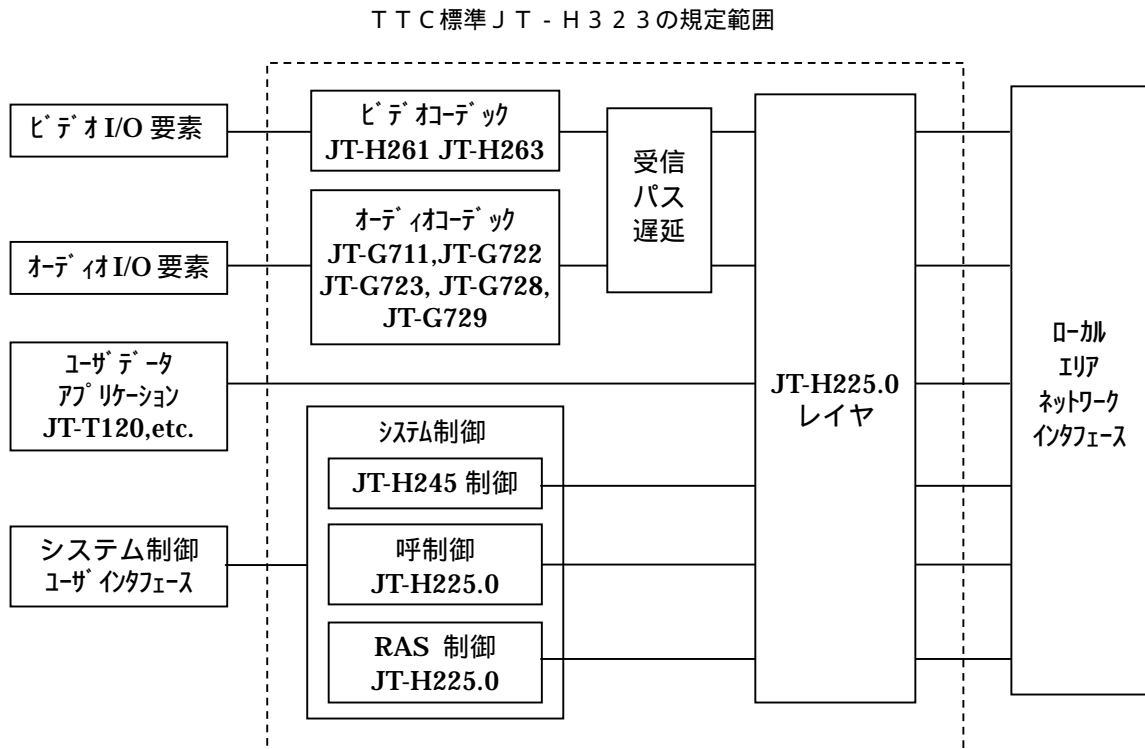 ＴＴＣ標準ＪＴ‐Ｈ３２３の規定範囲
ﾋﾞﾃﾞｵ I/O 要素
ﾋﾞﾃﾞｵｺｰﾃﾞｯｸ
JT-H261 JT-H263
受信
パス
遅延
ｵｰﾃﾞｨｵ I/O 要素
ｵｰﾃﾞｨｵｺｰﾃﾞｯｸ
JT-G711,JT-G722
JT-G723, JT-G728,
JT-G729
ﾕｰｻﾞﾃﾞｰﾀ
ｱﾌﾟﾘｹｰｼｮﾝ
JT-T120,etc.
システム制御
ﾕｰｻﾞｲﾝﾀﾌｪｰｽ
ｼｽﾃﾑ制御
JT-H245 制御
呼制御
JT-H225.0
RAS 制御
JT-H225.0
JT-H225.0
レイヤ
ﾛｰｶﾙ
ｴﾘｱ
ﾈｯﾄﾜｰｸ
ｲﾝﾀﾌｪｰｽ